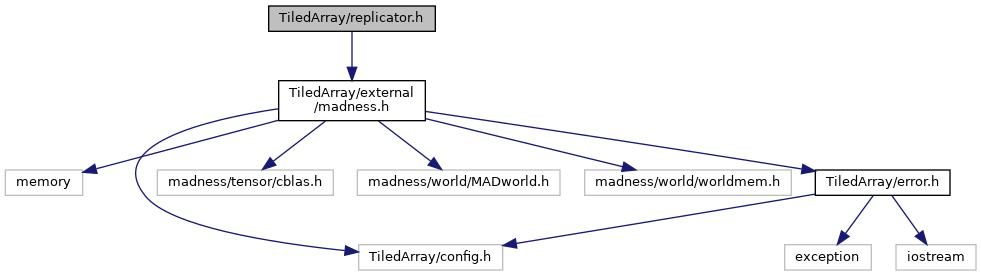 TiledArray/replicator.h
TiledArray/external
/madness.h
memory
madness/tensor/cblas.h
madness/world/MADworld.h
madness/world/worldmem.h
TiledArray/error.h
TiledArray/config.h
exception
iostream